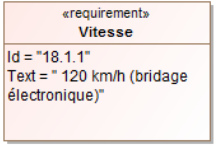 «requirement»
Vitesse
Id = "18.1.1"
Text = " 120 km/h (bridage
électronique)"